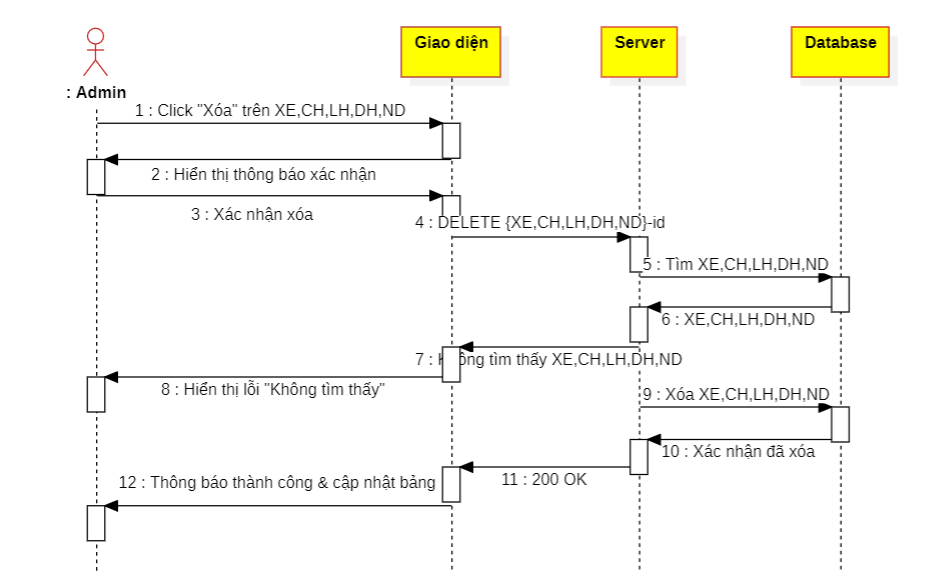 Giao diện
Server
Database
: Admin
1 : Click "Xóa" trên XE,CH,LH,DH,ND
2 : Hiển thị thông báo xác nhận
3 : Xác nhận xóa
4 : DELETE {XE,CH,LH,DH,ND}-id
5 : Tìm XE,CH,LH,DH,ND
6 : XE,CH,LH,DH,ND
7 : Không tìm thấy XE,CH,LH,DH,ND
8 : Hiển thị lỗi "Không tìm thấy"
9 : Xóa XE,CH,LH,DH,ND
10 : Xác nhận đã xóa
11 : 200 OK
12 : Thông báo thành công & cập nhật bảng